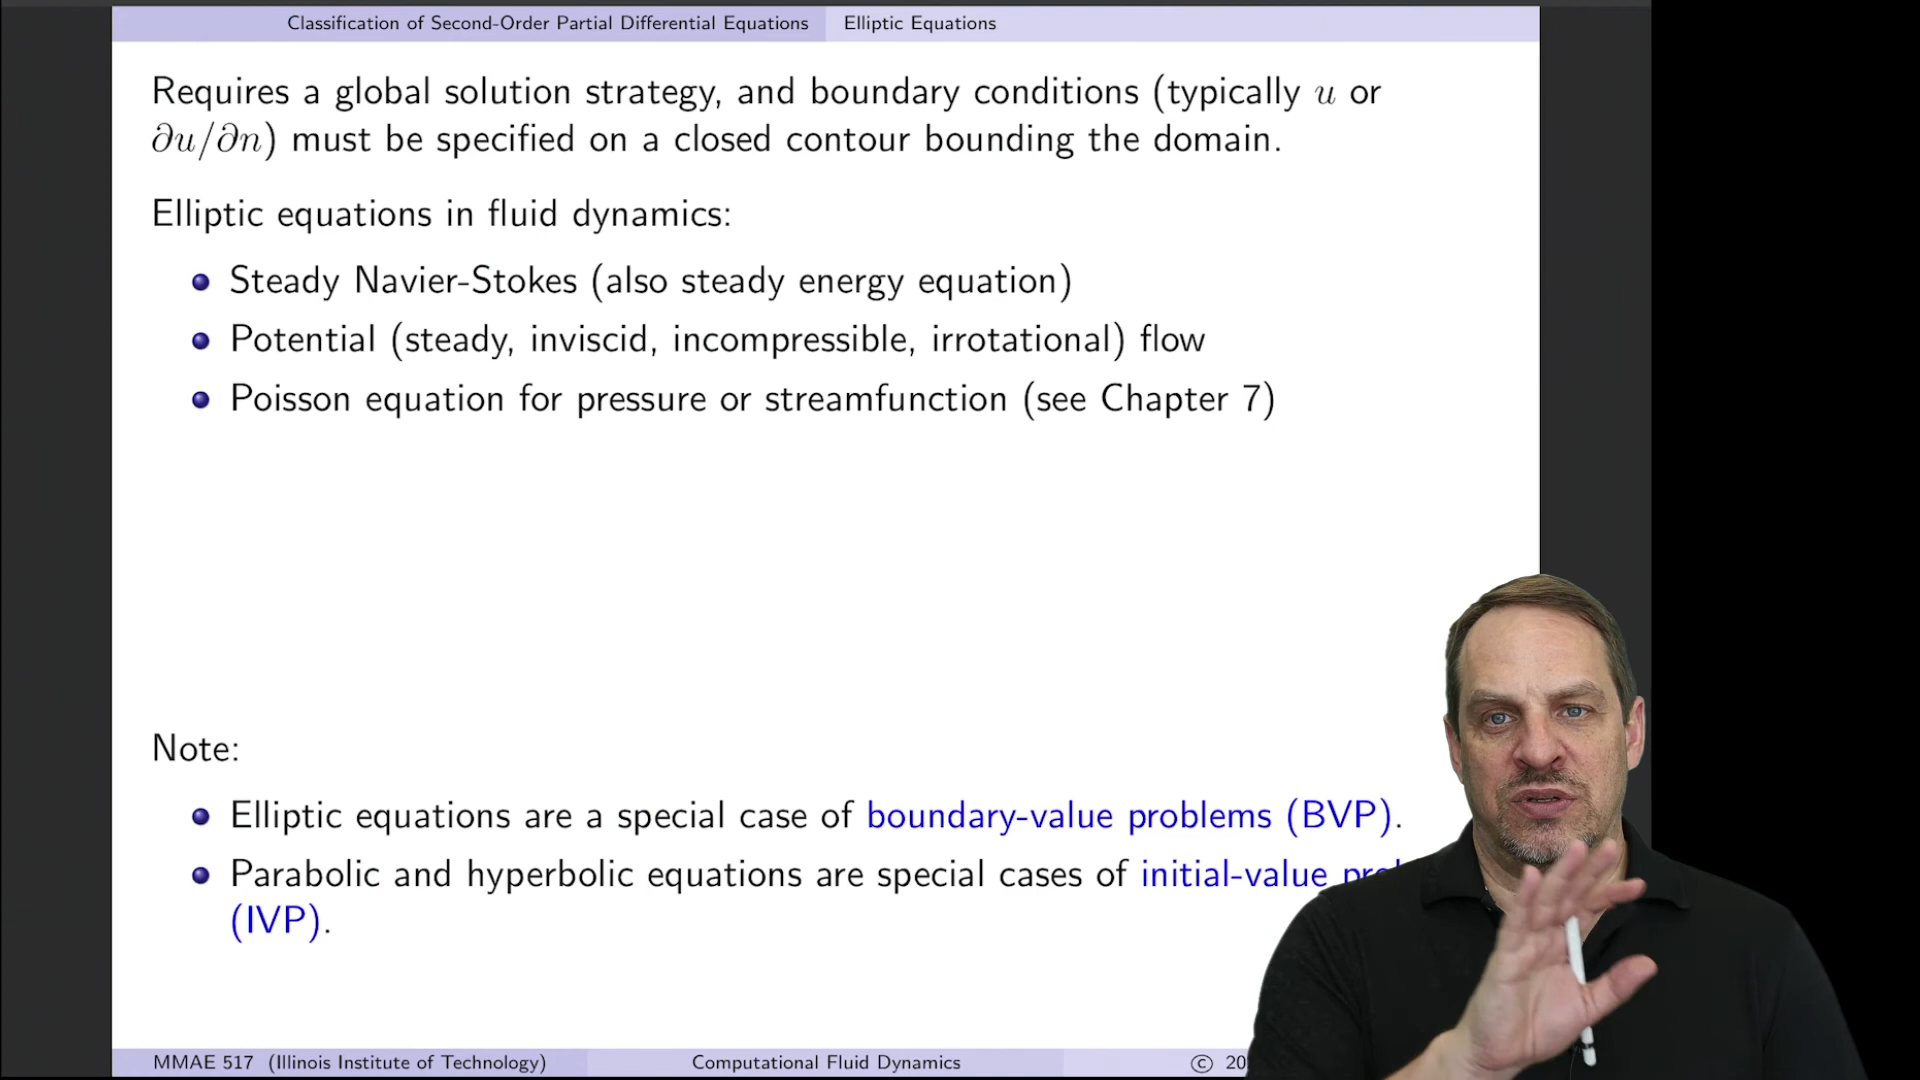 Classification of Second-Order Partial Differential Equations Elliptic Equations
Requires a global solution strategy, and boundary conditions (typically u or
∂u/∂n) must be specified on a closed contour bounding the domain.
Elliptic equations in fluid dynamics:
Steady Navier-Stokes (also steady energy equation)
Potential (steady, inviscid, incompressible, irrotational) flow
Poisson equation for pressure or streamfunction (see Chapter 7)
Note:
Elliptic equations are a special case of boundary-value problems (BVP).
Parabolic and hyperbolic equations are special cases of initial-value
(IVP).
MMAE 517 (Illinois Institute of Technology) Computational Fluid Dynamics ©